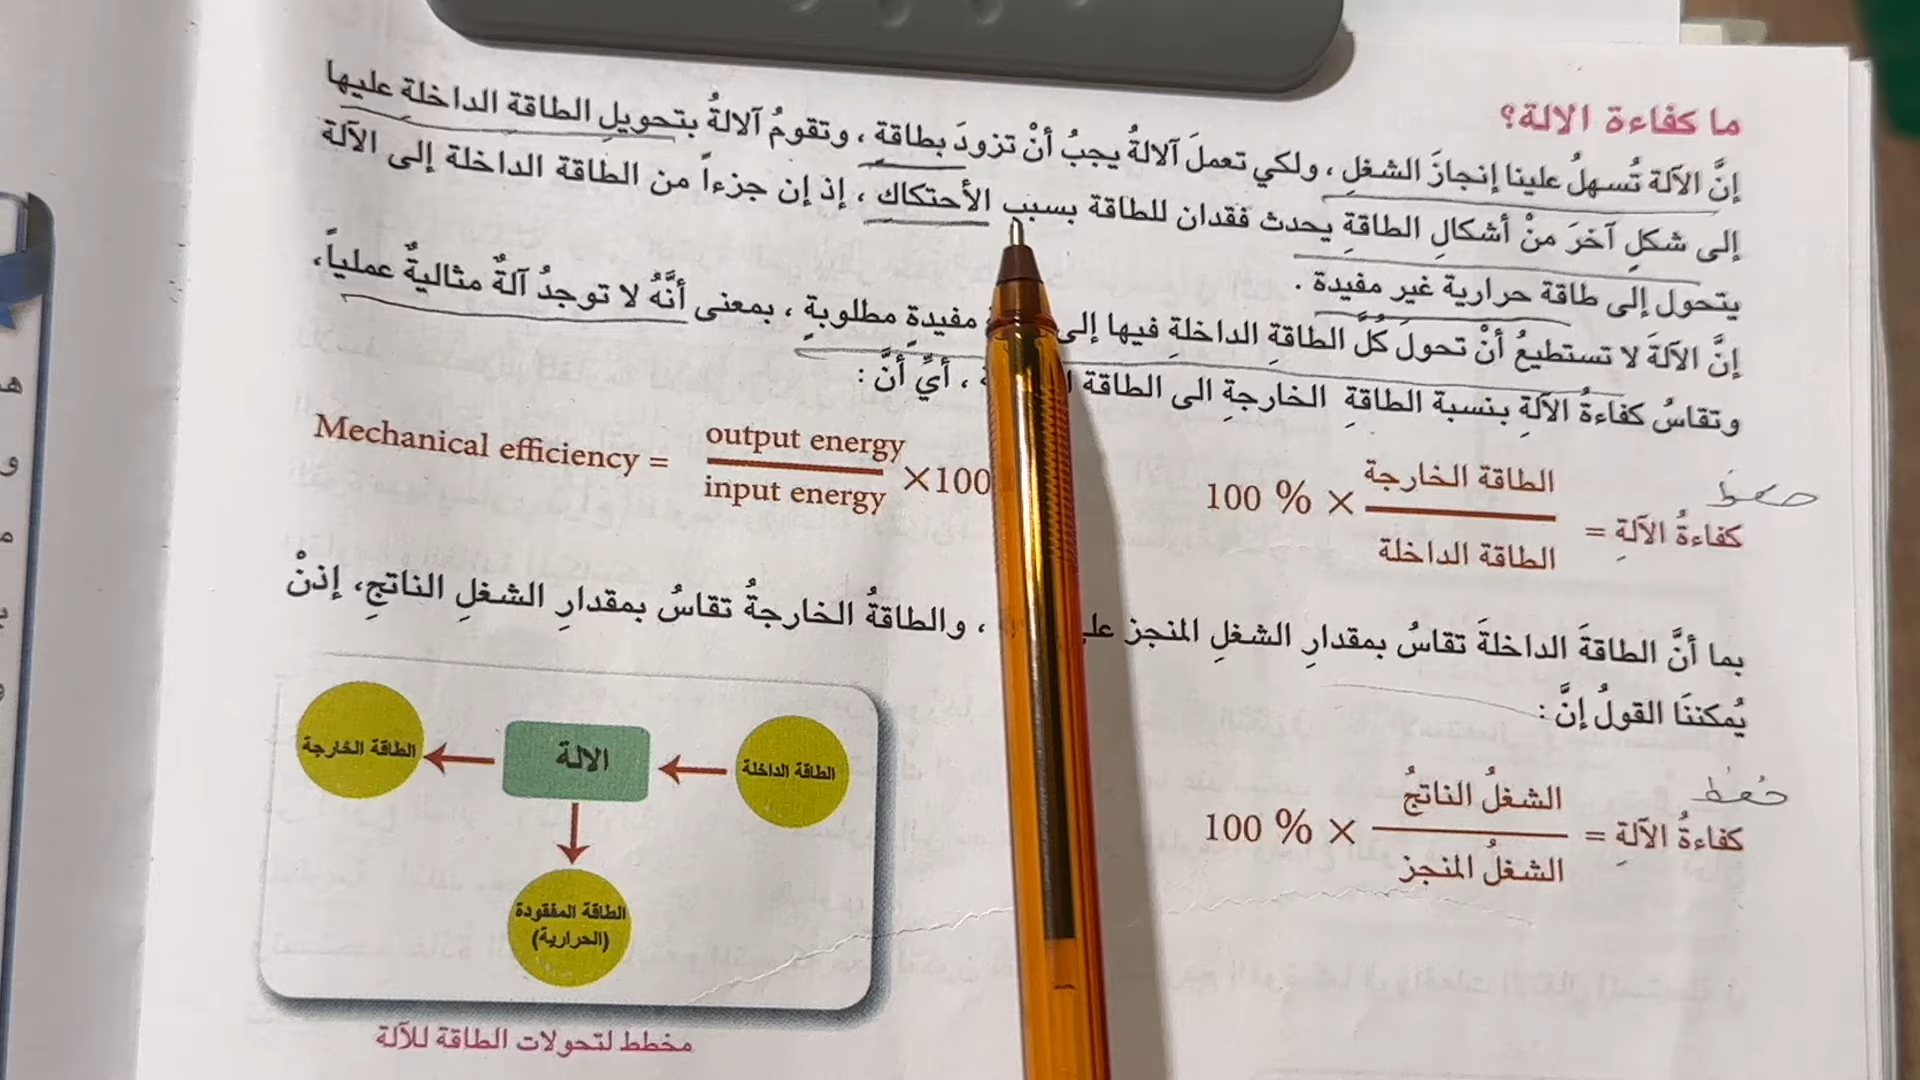 ما كفاءة الالة؟
إنَّ الآلة تُسهلُ علينا إنجازَ الشغلِ ، ولكي تعملَ آلالةُ يجبُ أنْ تزودَ بطاقة ، وتقومُ آلالةُ بتحويلِ الطاقة الداخلةِ عليها
إلى شكلٍ آخرَ منْ أشكالِ الطاقةِ يحدث فقدان للطاقة بسبب الأحتكاك ، إذ إن جزءاً من الطاقة الداخلة إلى الآلة
يتحول إلى طاقة حرارية غير مفيدة .
إنَّ الآلةَ لا تستطيعُ أنْ تحولَ كُلَّ الطاقةِ الداخلةِ فيها إلى مفيدةٍ مطلوبةٍ ، بمعنى أنَّهُ لا توجدُ آلةٌ مثاليةٌ عملياً،
وتقاسُ كفاءةُ الآلةِ بنسبة الطاقةِ الخارجةِ الى الطاقة ، أيِّ أنَّ :
Mechanical efficiency = output energy / input energy ×100
كفاءةُ الآلةِ = الطاقة الخارجة / الطاقة الداخلة × 100 %
بما أنَّ الطاقةَ الداخلةَ تقاسُ بمقدارِ الشغلِ المنجز ، والطاقةُ الخارجةُ تقاسُ بمقدارِ الشغلِ الناتجِ، إذنْ
يُمكننَا القولُ إنَّ :
حفظ
كفاءةُ الآلةِ = الشغلُ الناتجُ / الشغلُ المنجز × 100 %
الطاقة الداخلة
الالة
الطاقة الخارجة
الطاقة المفقودة
(الحرارية)
مخطط لتحولات الطاقة للآلة